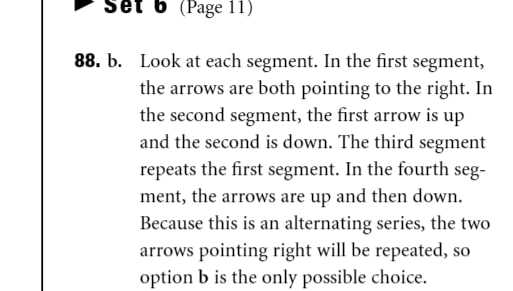 ► Set 6 (Page 11)
88. b. Look at each segment. In the first segment,
the arrows are both pointing to the right. In
the second segment, the first arrow is up
and the second is down. The third segment
repeats the first segment. In the fourth seg-
ment, the arrows are up and then down.
Because this is an alternating series, the two
arrows pointing right will be repeated, so
option b is the only possible choice.